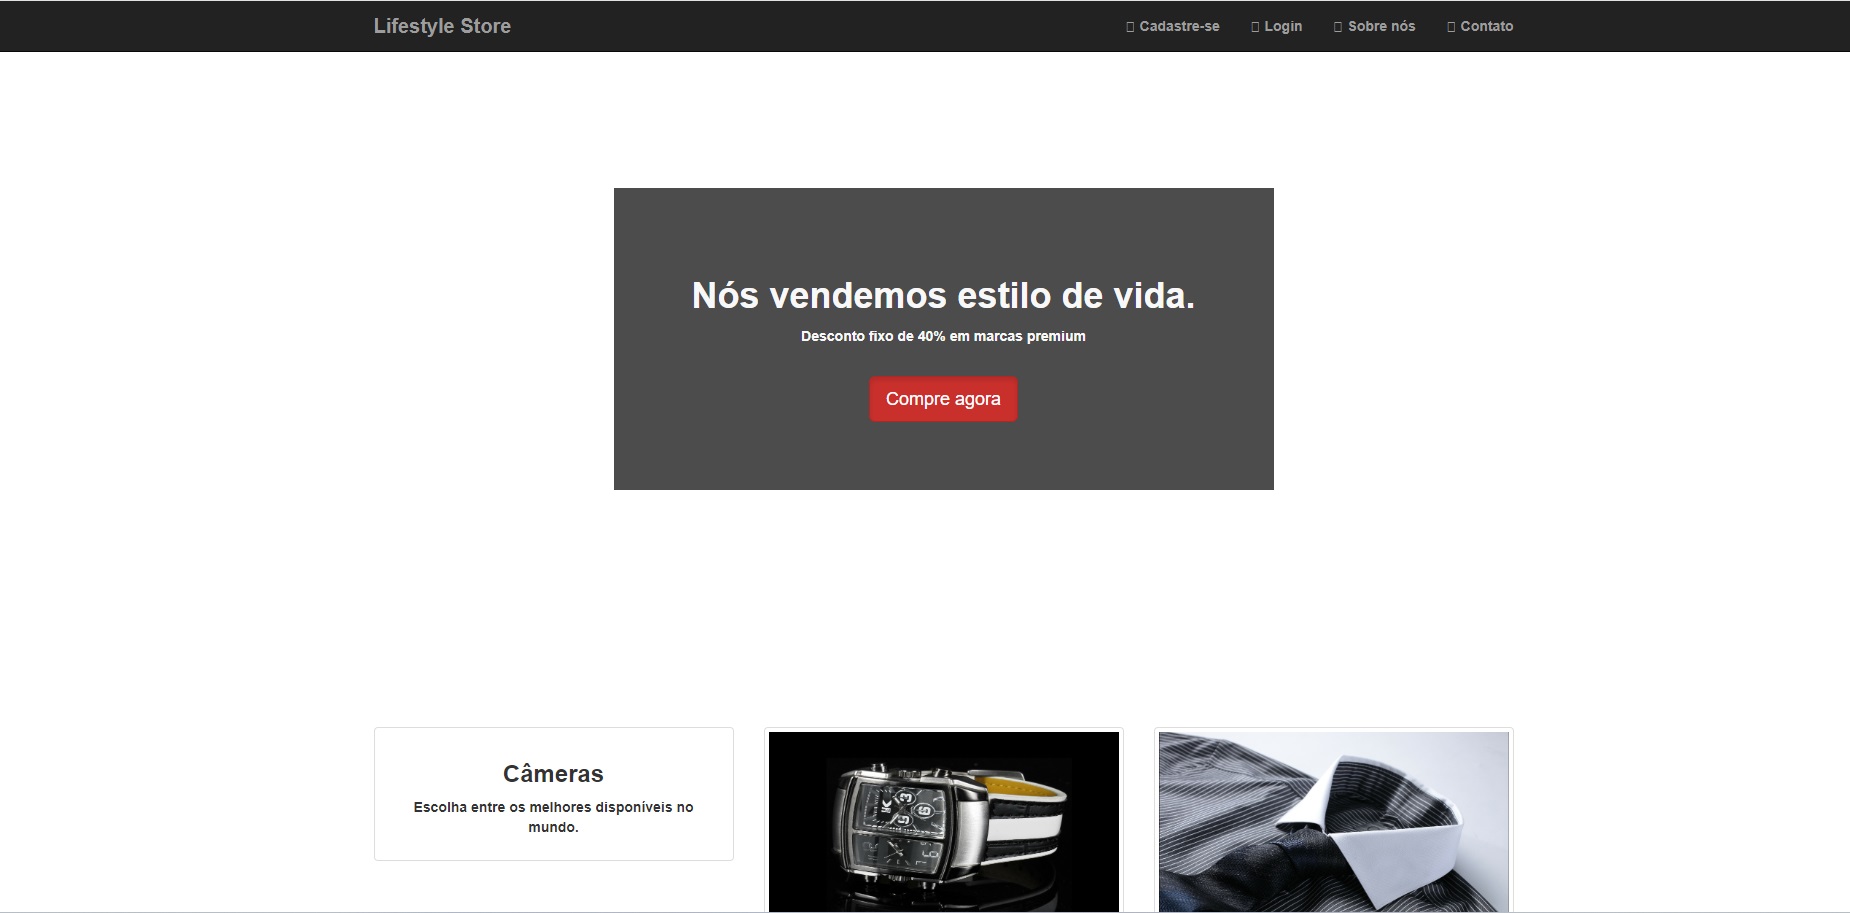 Lifestyle Store
Cadastre-se Login Sobre nós Contato
Nós vendemos estilo de vida.
Desconto fixo de 40% em marcas premium
Compre agora
Câmeras
Escolha entre os melhores disponíveis no
mundo.